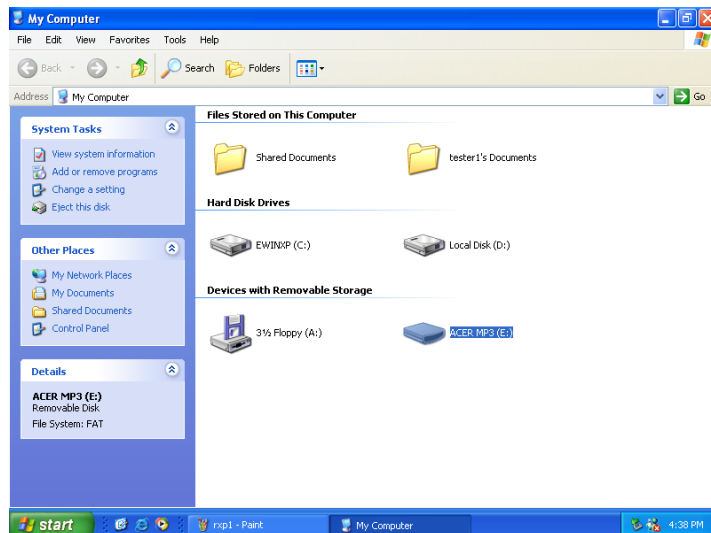 My Computer
File Edit View Favorites Tools Help
Back Search Folders
Address My Computer Go
System Tasks
View system information
Add or remove programs
Change a setting
Eject this disk
Other Places
My Network Places
My Documents
Shared Documents
Control Panel
Details
ACER MP3 (E:)
Removable Disk
File System: FAT
Files Stored on This Computer
Shared Documents tester1's Documents
Hard Disk Drives
EWINXP (C:) Local Disk (D:)
Devices with Removable Storage
3½ Floppy (A:) ACER MP3 (E:)
start rxp1 - Paint My Computer 4:38 PM